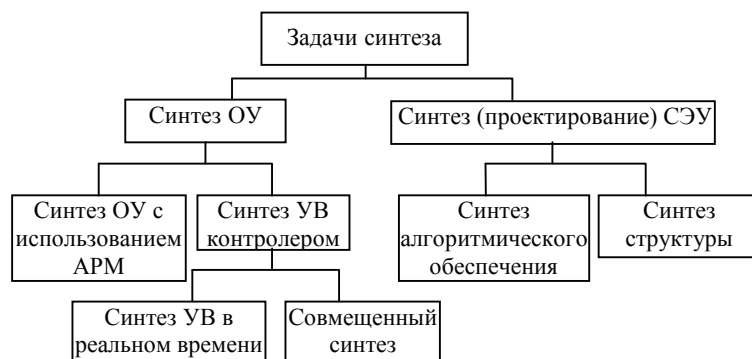 Задачи синтеза
Синтез ОУ
Синтез (проектирование) СЭУ
Синтез ОУ с
использованием
АРМ
Синтез УВ
контролером
Синтез
алгоритмического
обеспечения
Синтез
структуры
Синтез УВ в
реальном времени
Совмещенный
синтез